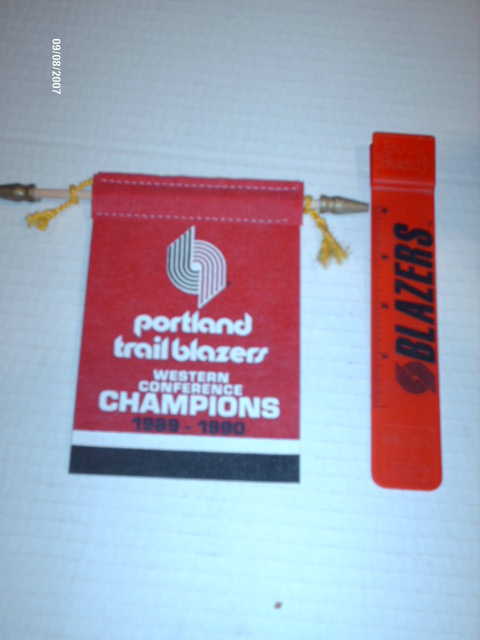 09/08/2007
portland
trail blazers
WESTERN
CONFERENCE
CHAMPIONS
1989 - 1990
BLAZERS